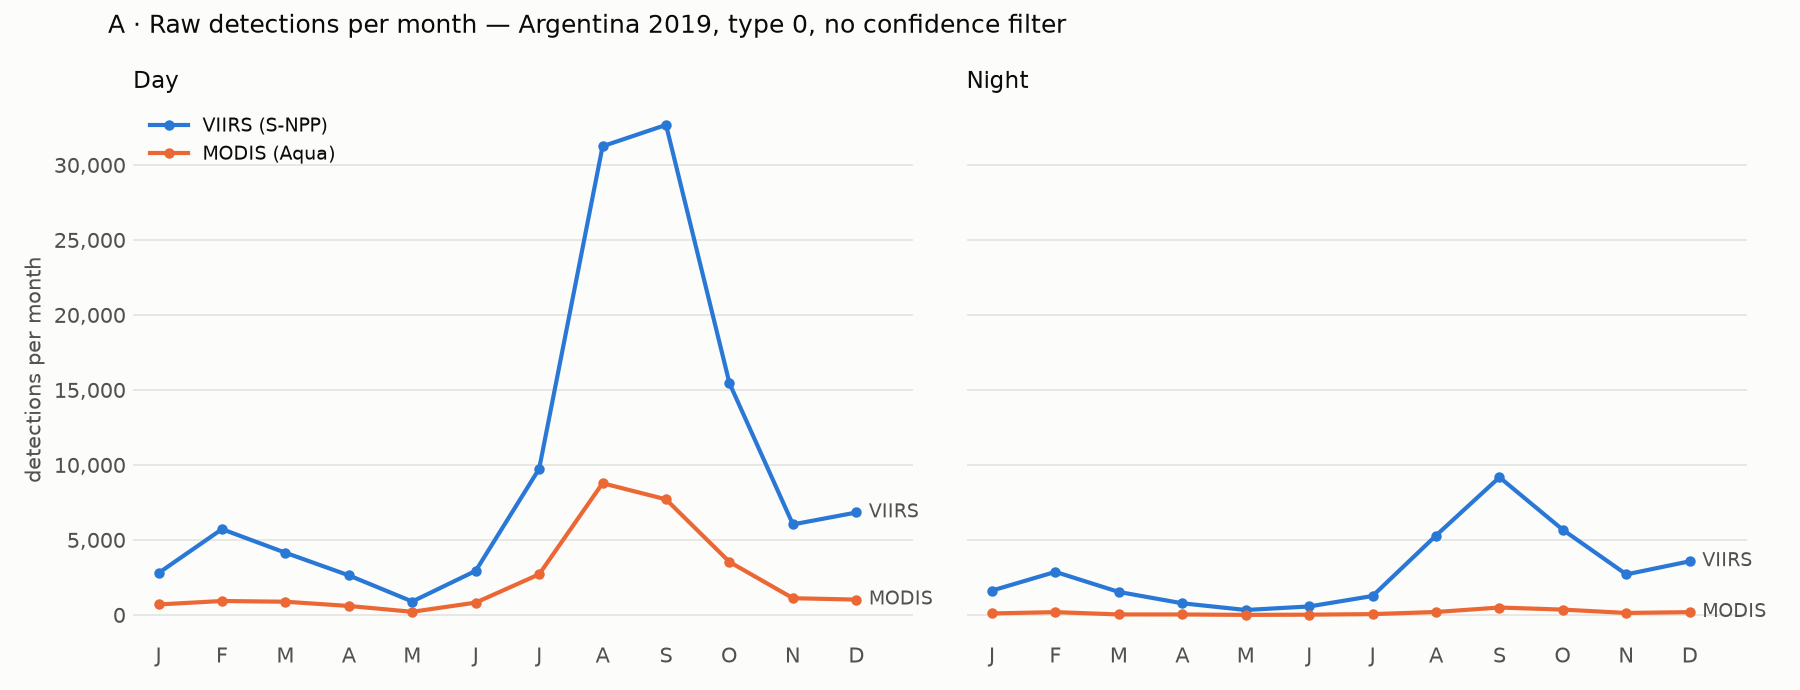 A · Raw detections per month — Argentina 2019, type 0, no confidence filter
Day
Night
VIIRS (S-NPP)
MODIS (Aqua)
detections per month
30,000
25,000
20,000
15,000
10,000
5,000
0
VIIRS
MODIS
VIIRS
MODIS
J F M A M J J A S O N D
J F M A M J J A S O N D